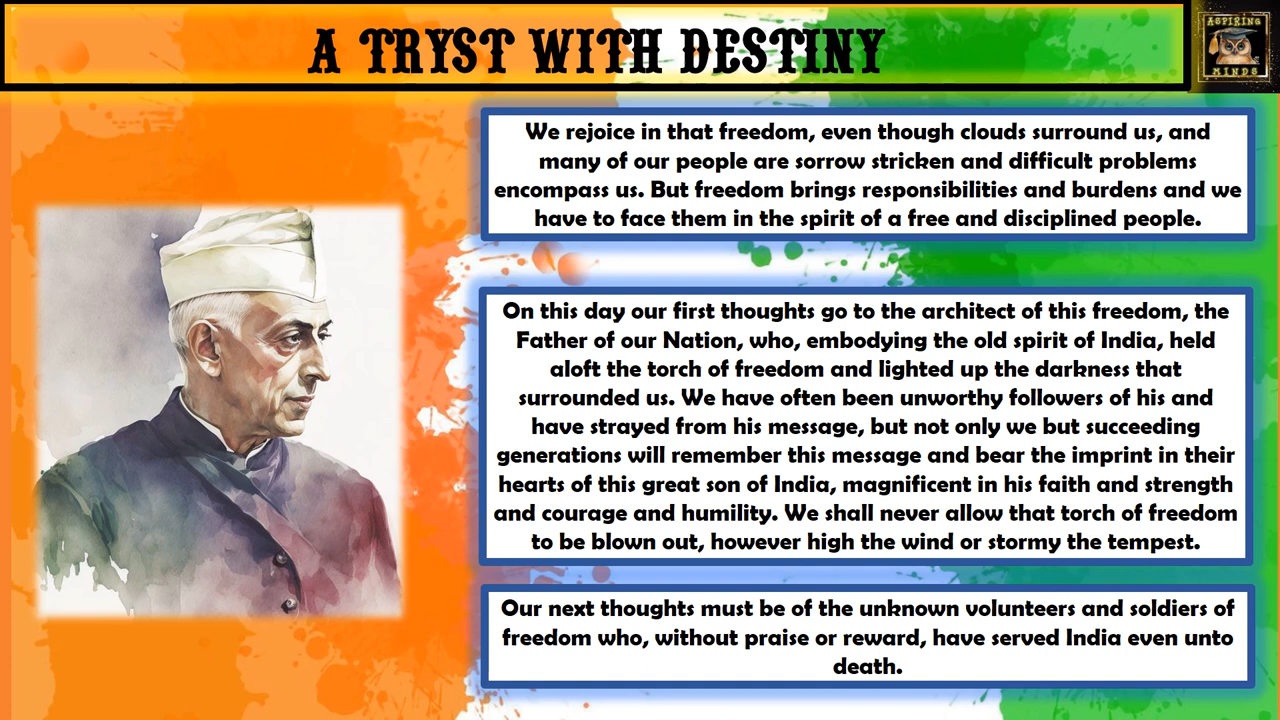 A TRYST WITH DESTINY
ASPIRING
MINDS
We rejoice in that freedom, even though clouds surround us, and
many of our people are sorrow stricken and difficult problems
encompass us. But freedom brings responsibilities and burdens and we
have to face them in the spirit of a free and disciplined people.
On this day our first thoughts go to the architect of this freedom, the
Father of our Nation, who, embodying the old spirit of India, held
aloft the torch of freedom and lighted up the darkness that
surrounded us. We have often been unworthy followers of his and
have strayed from his message, but not only we but succeeding
generations will remember this message and bear the imprint in their
hearts of this great son of India, magnificent in his faith and strength
and courage and humility. We shall never allow that torch of freedom
to be blown out, however high the wind or stormy the tempest.
Our next thoughts must be of the unknown volunteers and soldiers of
freedom who, without praise or reward, have served India even unto
death.